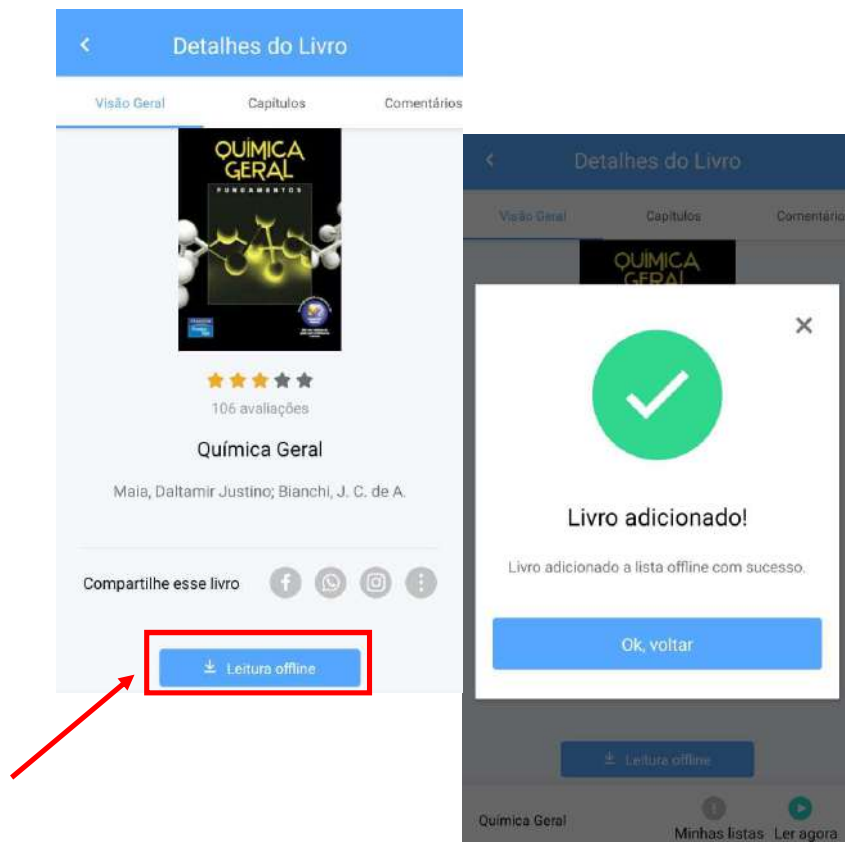 Detalhes do Livro
Visão Geral Capítulos Comentários
QUÍMICA
GERAL
FUNDAMENTOS
106 avaliações
Química Geral
Maia, Daltamir Justino; Bianchi, J. C. de A.
Compartilhe esse livro
Leitura offline
Detalhes do Livro
Visão Geral Capítulos Comentário
QUÍMICA
GERAL
Livro adicionado!
Livro adicionado a lista offline com sucesso.
Ok, voltar
Leitura offline
Química Geral
Minhas listas Ler agora